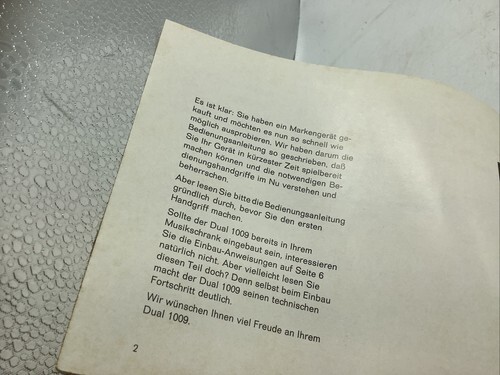 Es ist klar: Sie haben ein Markengerät ge-
kauft und möchten es nun so schnell wie
möglich ausprobieren. Wir haben darum die
Bedienungsanleitung so geschrieben, daß
Sie Ihr Gerät in kürzester Zeit spielbereit
machen können und die notwendigen Be-
dienungshandgriffe im Nu verstehen und
beherrschen.
Aber lesen Sie bitte die Bedienungsanleitung
gründlich durch, bevor Sie den ersten
Handgriff machen.
Sollte der Dual 1009 bereits in Ihrem
Musikschrank eingebaut sein, interessieren
Sie die Einbau-Anweisungen auf Seite 6
natürlich nicht. Aber vielleicht lesen Sie
diesen Teil doch? Denn selbst beim Einbau
macht der Dual 1009 seinen technischen
Fortschritt deutlich.
Wir wünschen Ihnen viel Freude an Ihrem
Dual 1009.
2